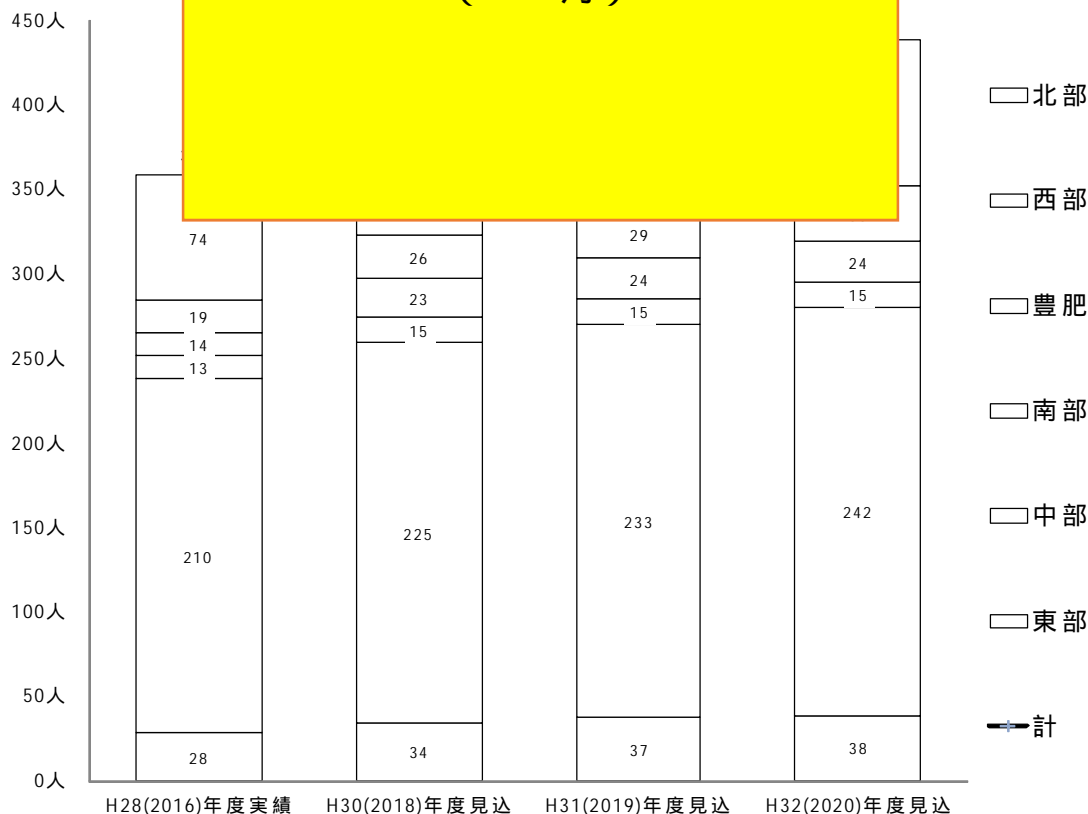 450人
400人
350人
300人
250人
200人
150人
100人
50人
0人
74
19
14
13
210
28
26
23
15
225
34
29
24
15
233
37
24
15
242
38
H28(2016)年度実績
H30(2018)年度見込
H31(2019)年度見込
H32(2020)年度見込
北部
西部
豊肥
南部
中部
東部
計